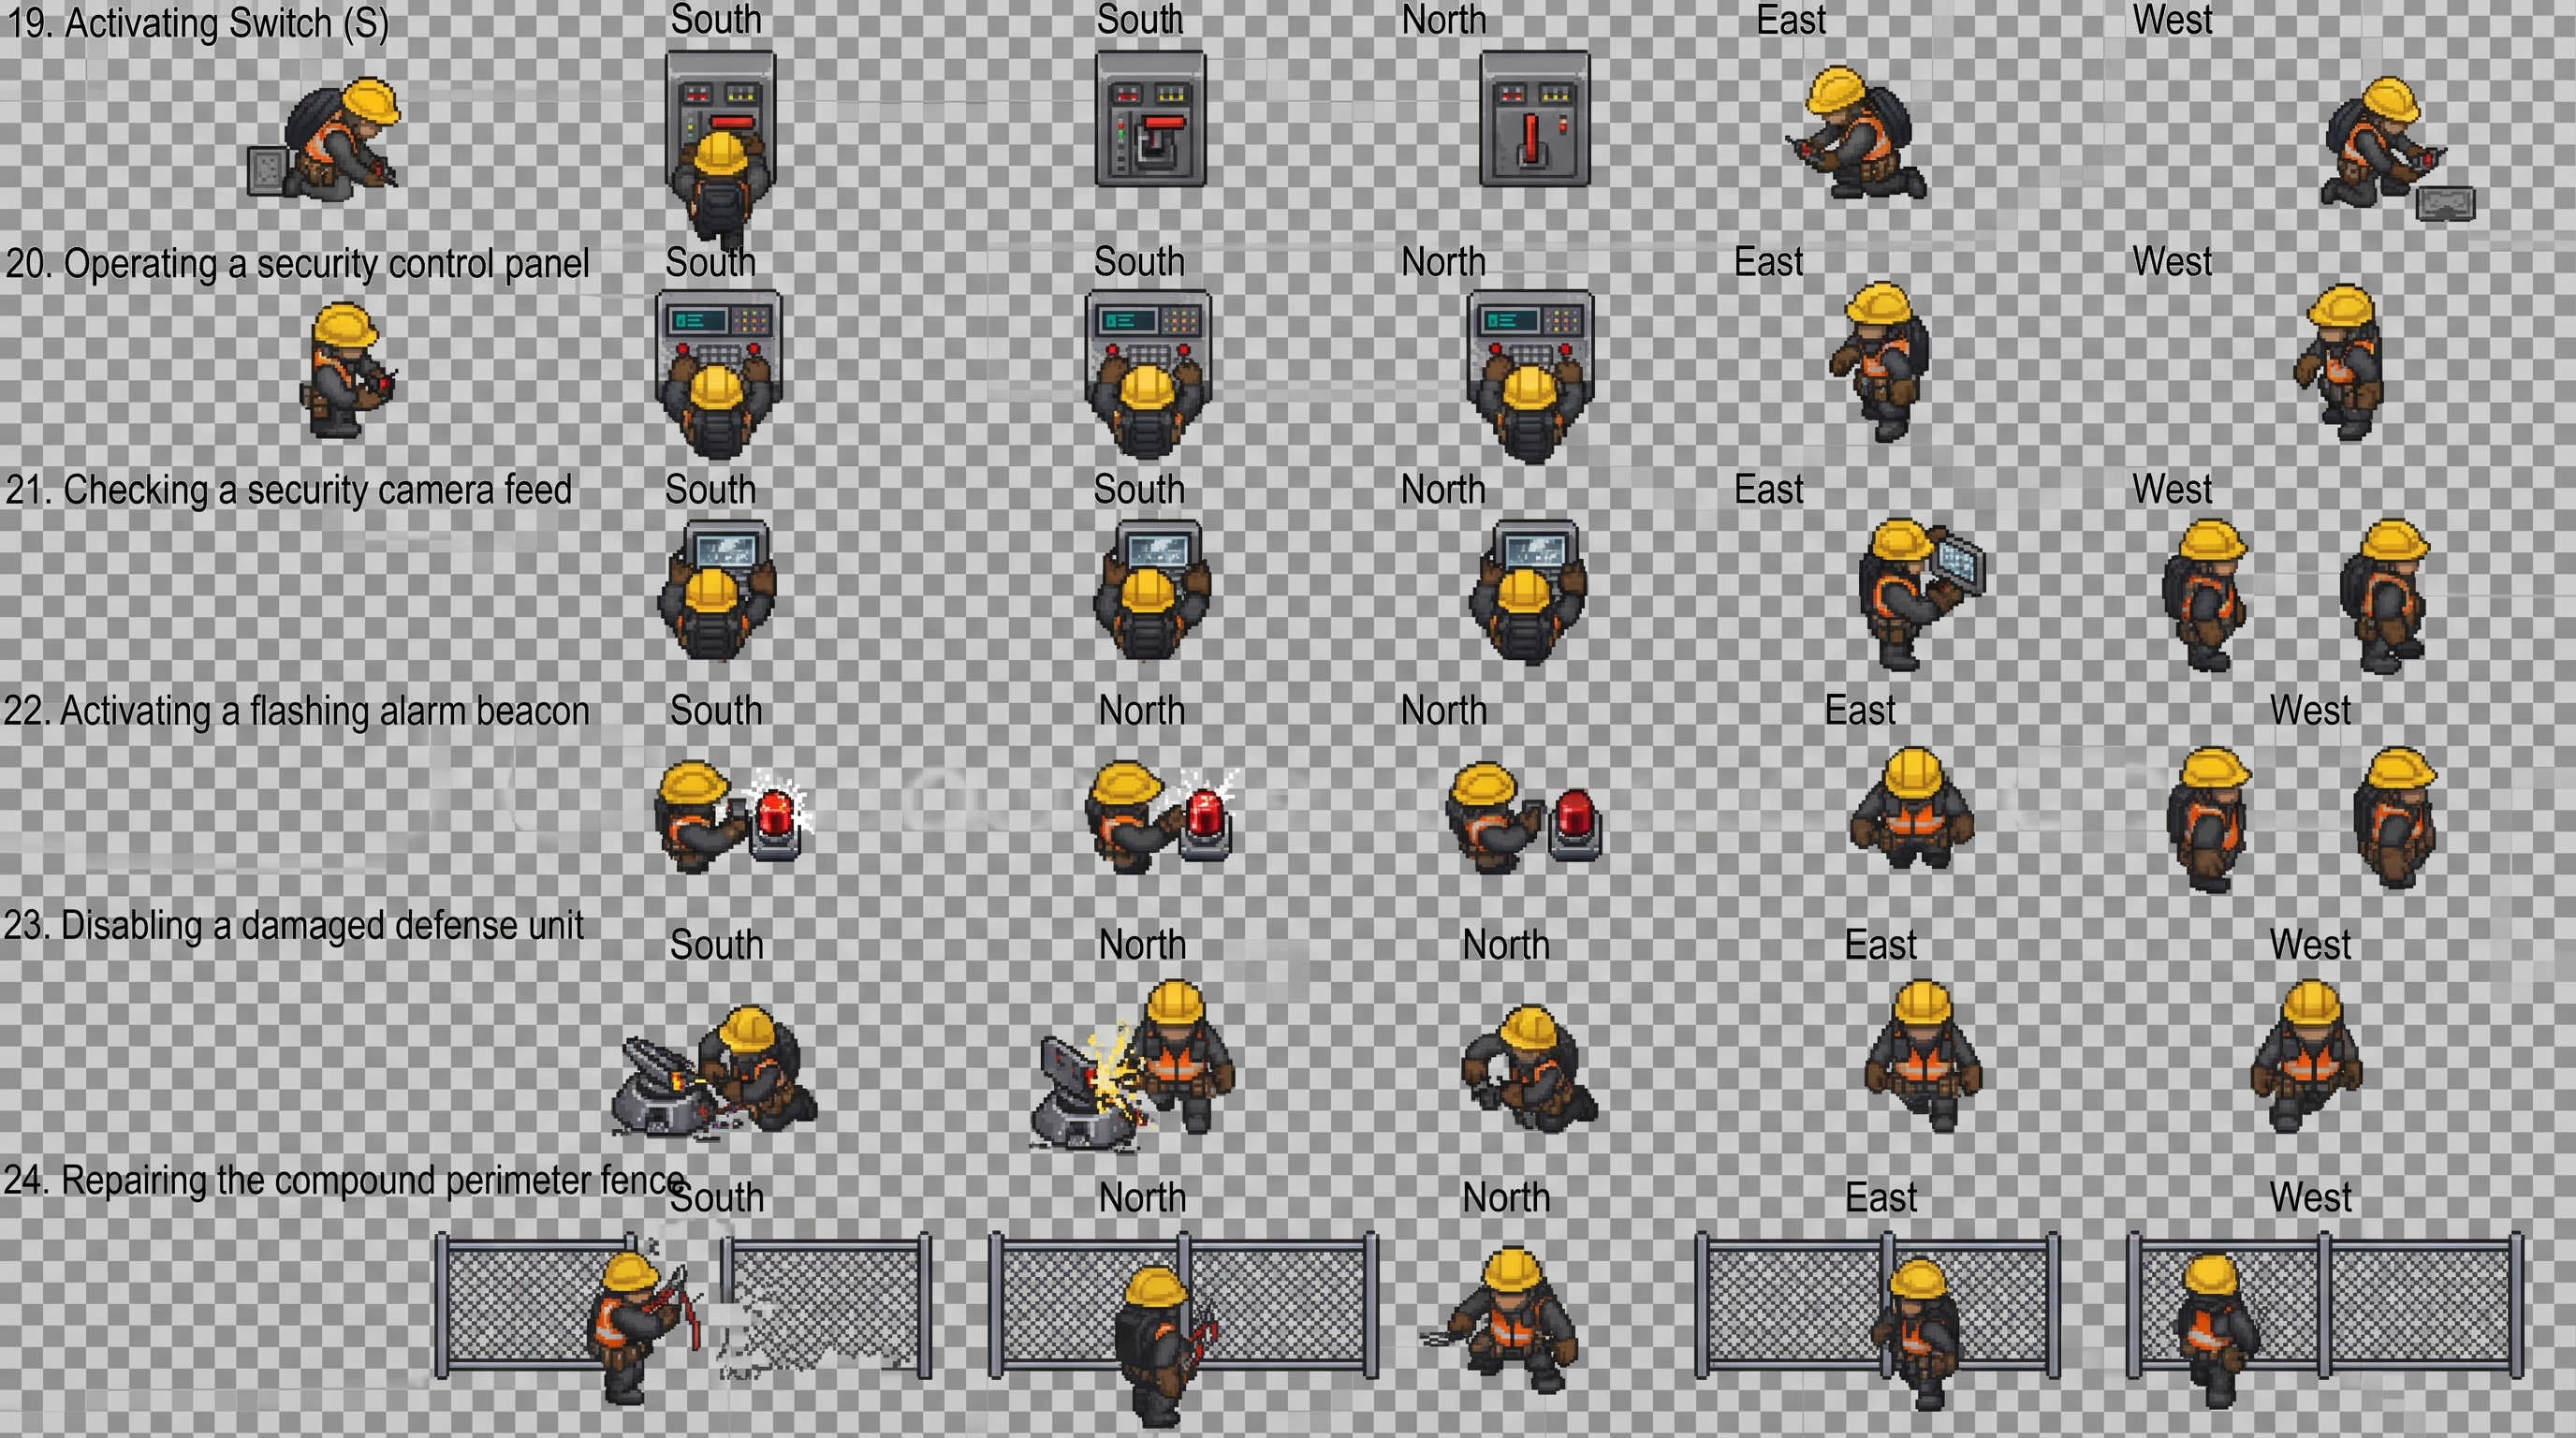 19. Activating Switch (S)
South
South
North
East
West
20. Operating a security control panel
South
South
North
East
West
21. Checking a security camera feed
South
South
North
East
West
22. Activating a flashing alarm beacon
South
North
North
East
West
23. Disabling a damaged defense unit
South
North
North
East
West
24. Repairing the compound perimeter fence
South
North
North
East
West